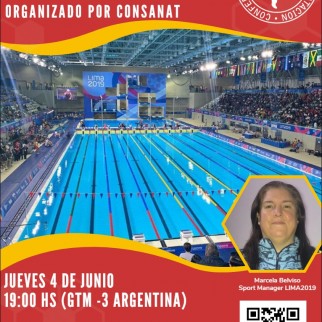 ORGANIZADO POR CONSANAT
Lima
2019
JUEVES 4 DE JUNIO
19:00 HS (GTM -3 ARGENTINA)
Marcela Belviso
Sport Manager LIMA2019